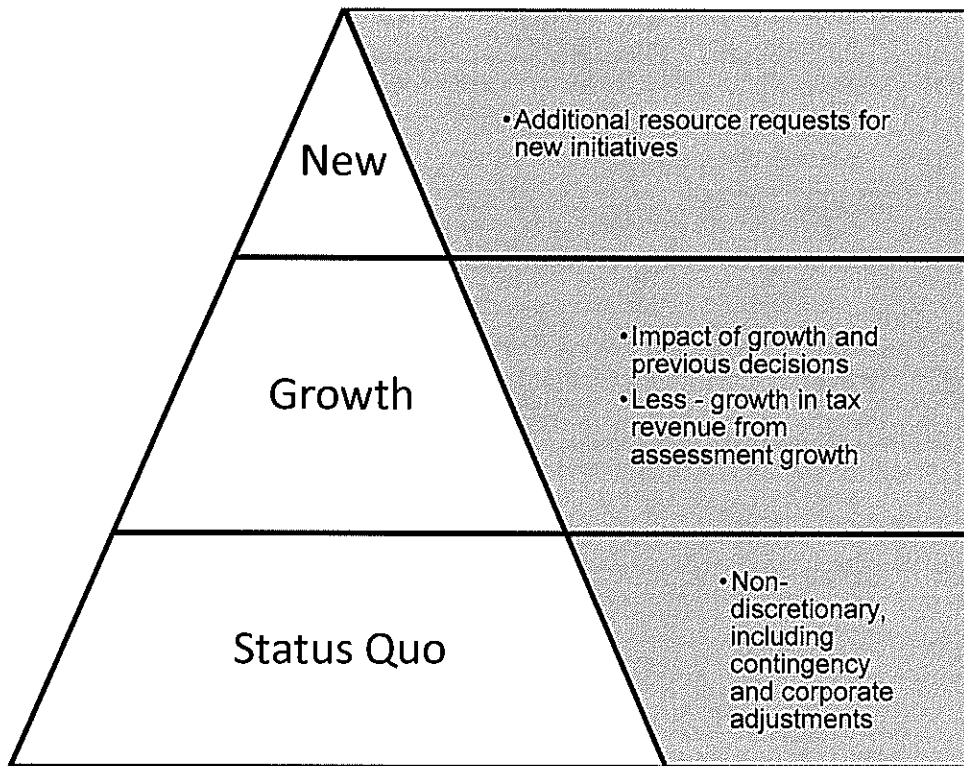 New
•Additional resource requests for
new initiatives
Growth
•Impact of growth and
previous decisions
•Less - growth in tax
revenue from
assessment growth
Status Quo
•Non-
discretionary,
including
contingency
and corporate
adjustments